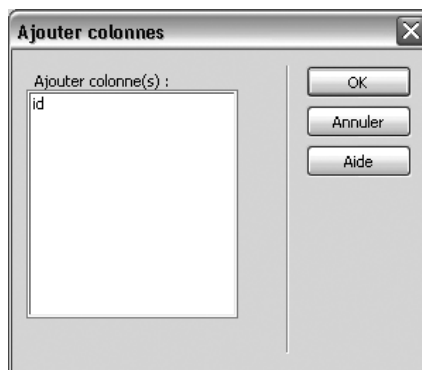 Ajouter colonnes
Ajouter colonne(s) :
id
OK
Annuler
Aide